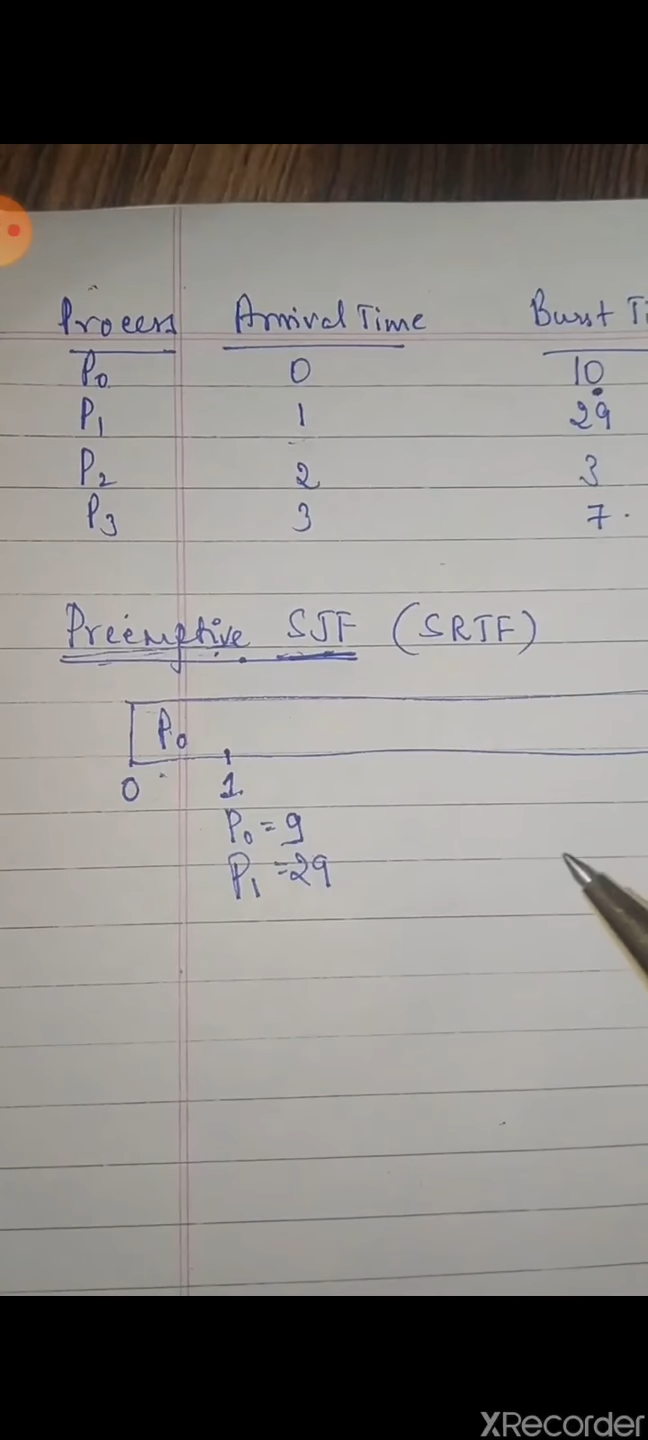 Process Arrival Time Burst Ti
P0 0 10
P1 1 29
P2 2 3
P3 3 7.
Preemptive SJF (SRTF)
P0
0 1
P0 = 9
P1 = 29
XRecorder